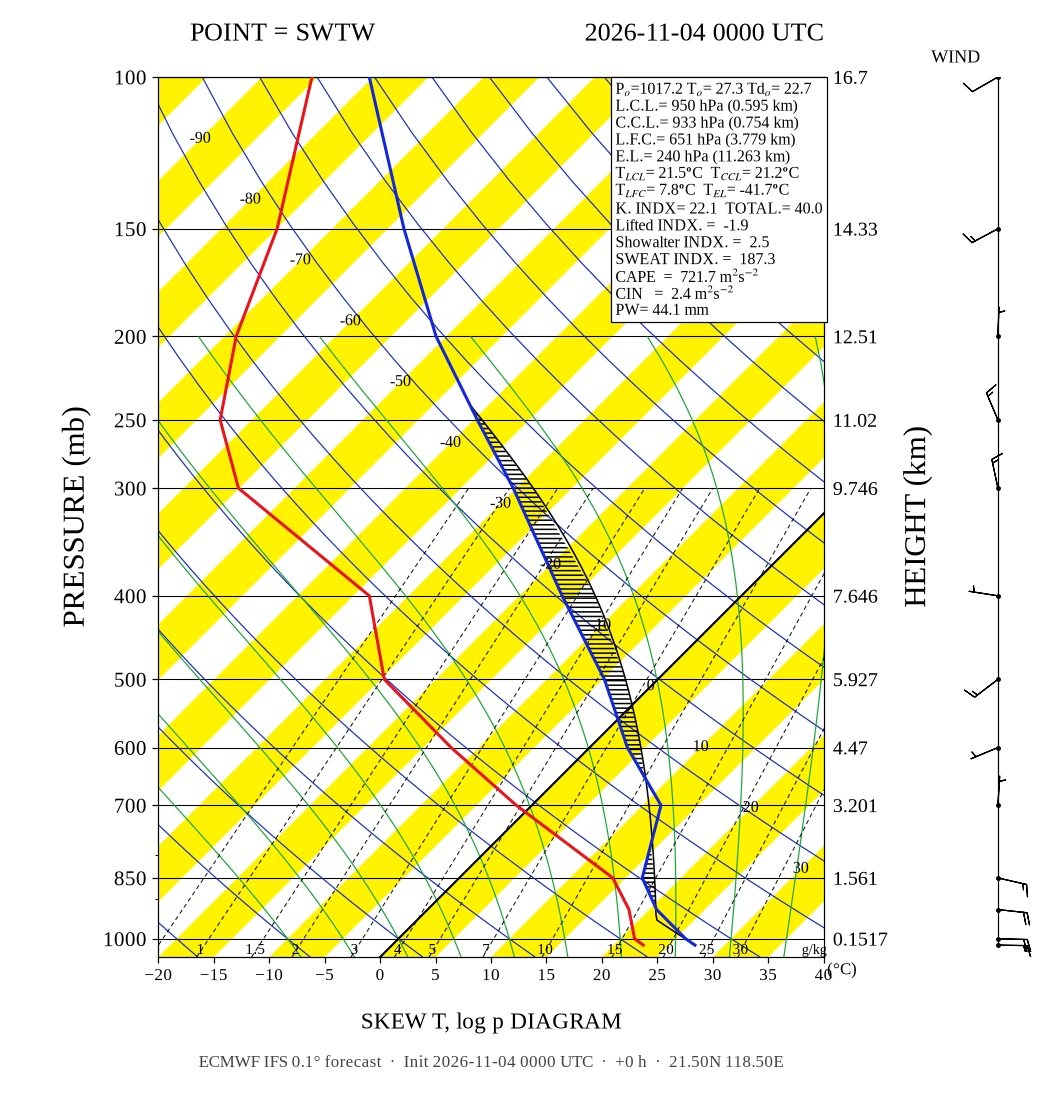 POINT = SWTW
2026-11-04 0000 UTC
WIND
100
16.7
Pₒ=1017.2 Tₒ= 27.3 Tdₒ= 22.7
L.C.L.= 950 hPa (0.595 km)
C.C.L.= 933 hPa (0.754 km)
L.F.C.= 651 hPa (3.779 km)
E.L.= 240 hPa (11.263 km)
T_LCL= 21.5°C T_CCL= 21.2°C
T_LFC= 7.8°C T_EL= -41.7°C
K. INDX= 22.1 TOTAL.= 40.0
Lifted INDX. = -1.9
Showalter INDX. = 2.5
SWEAT INDX. = 187.3
CAPE = 721.7 m²s⁻²
CIN = 2.4 m²s⁻²
PW= 44.1 mm
-90
-80
150
14.33
-70
-60
200
12.51
-50
250
11.02
-40
300
9.746
-30
-20
400
7.646
-10
500
5.927
0
600
4.47
10
700
3.201
20
850
1.561
30
1000
0.1517
1 1.5 2 3 4 5 7 10 15 20 25 30 g/kg
−20 −15 −10 −5 0 5 10 15 20 25 30 35 40
(°C)
PRESSURE (mb)
HEIGHT (km)
SKEW T, log p DIAGRAM
ECMWF IFS 0.1° forecast · Init 2026-11-04 0000 UTC · +0 h · 21.50N 118.50E